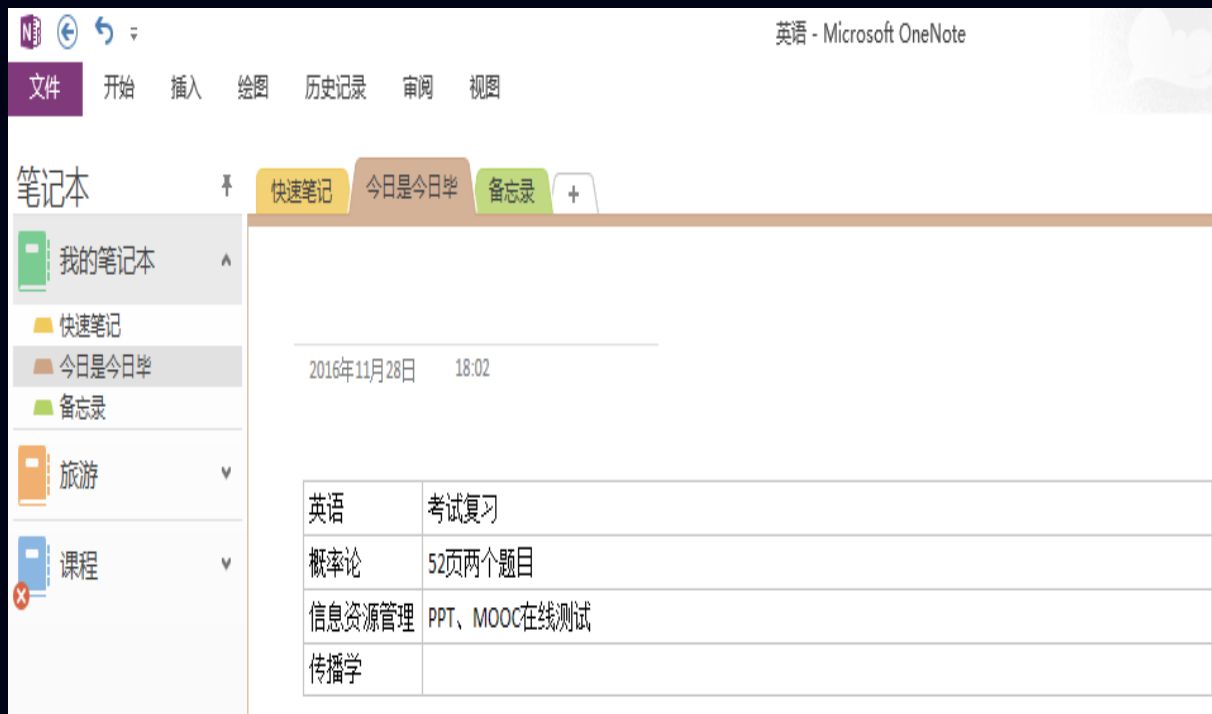 英语 - Microsoft OneNote
文件 开始 插入 绘图 历史记录 审阅 视图
笔记本
快速笔记 今日是今日毕 备忘录 +
我的笔记本
快速笔记
今日是今日毕
备忘录
旅游
课程
2016年11月28日 18:02
英语 考试复习
概率论 52页两个题目
信息资源管理 PPT、MOOC在线测试
传播学